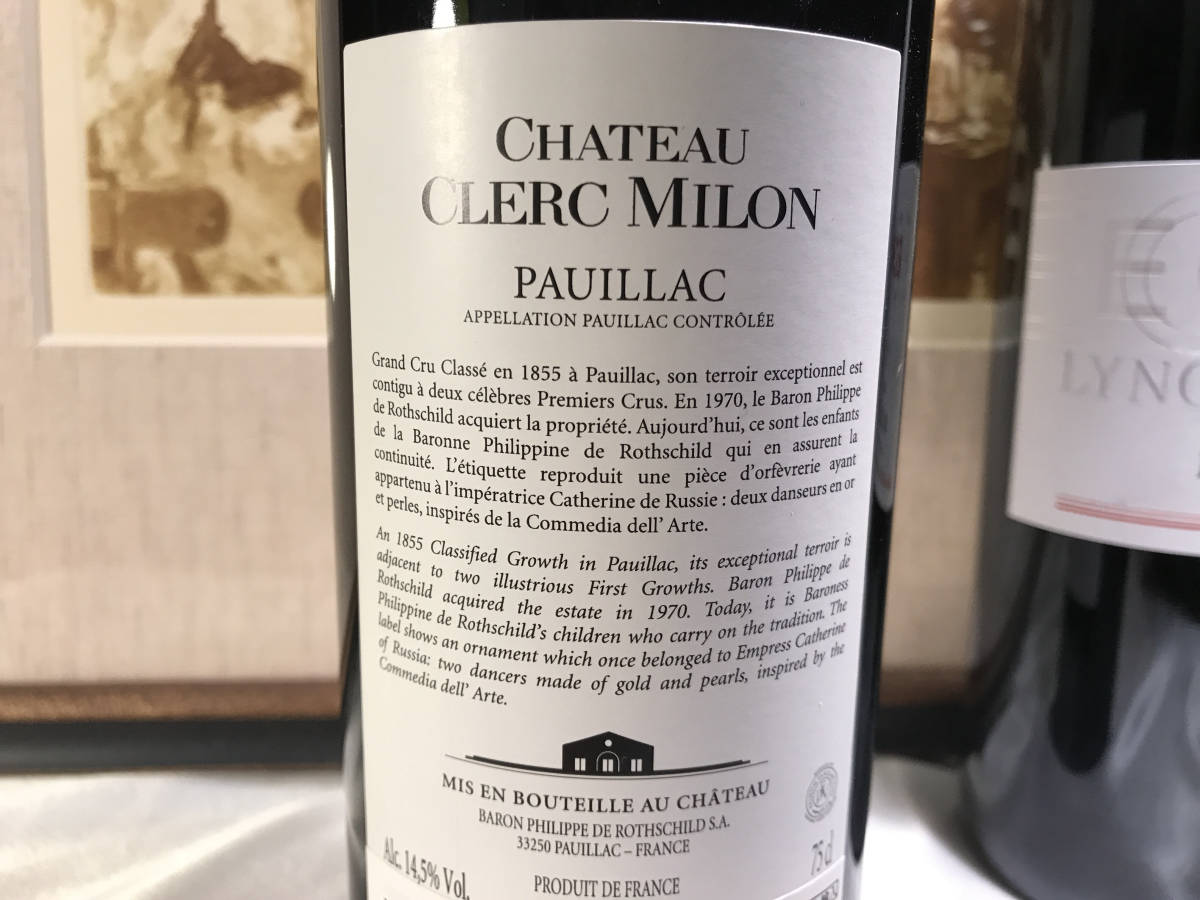 CHATEAU
CLERC MILON
PAUILLAC
APPELLATION PAUILLAC CONTRÔLÉE
Grand Cru Classé en 1855 à Pauillac, son terroir exceptionnel est
contigu à deux célèbres Premiers Crus. En 1970, le Baron Philippe
de Rothschild acquiert la propriété. Aujourd'hui, ce sont les enfants
de la Baronne Philippine de Rothschild qui en assurent la
continuité. L'étiquette reproduit une pièce d'orfèvrerie ayant
appartenu à l'impératrice Catherine de Russie : deux danseurs en or
et perles, inspirés de la Commedia dell' Arte.
An 1855 Classified Growth in Pauillac, its exceptional terroir is
adjacent to two illustrious First Growths. Baron Philippe de
Rothschild acquired the estate in 1970. Today, it is Baroness
Philippine de Rothschild's children who carry on the tradition. The
label shows an ornament which once belonged to Empress Catherine
of Russia: two dancers made of gold and pearls, inspired by the
Commedia dell' Arte.
MIS EN BOUTEILLE AU CHÂTEAU
BARON PHILIPPE DE ROTHSCHILD S.A.
33250 PAUILLAC – FRANCE
Alc. 14,5% Vol.
75 cl
PRODUIT DE FRANCE
LYNC